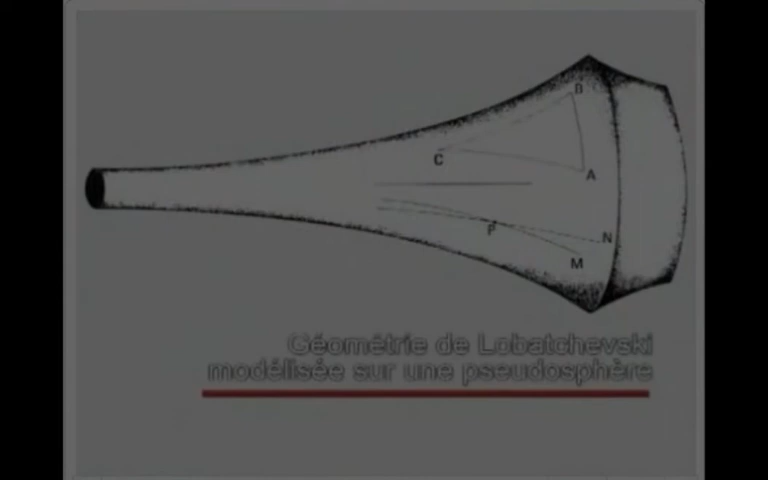 B
C
A
P
N
M
Géométrie de Lobatchevski
modélisée sur une pseudosphère